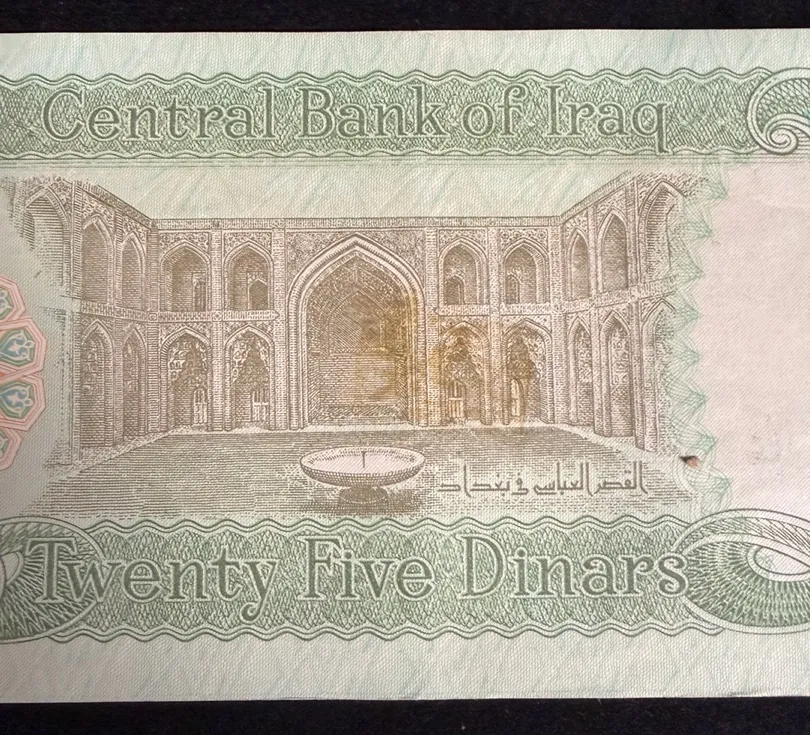 Central Bank of Iraq
القصر العباسي في بغداد
Twenty Five Dinars